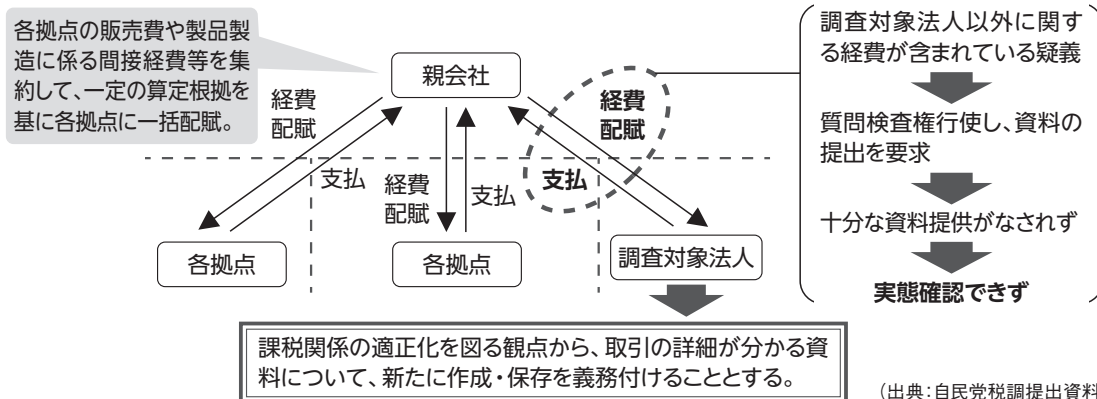 各拠点の販売費や製品製
造に係る間接経費等を集
約して、一定の算定根拠を
基に各拠点に一括配賦。
親会社
経費
配賦
支払
経費
配賦
支払
経費
配賦
支払
各拠点
各拠点
調査対象法人
調査対象法人以外に関す
る経費が含まれている疑義
質問検査権行使し、資料の
提出を要求
十分な資料提供がなされず
実態確認できず
課税関係の適正化を図る観点から、取引の詳細が分かる資
料について、新たに作成・保存を義務付けることとする。
（出典：自民党税調提出資料